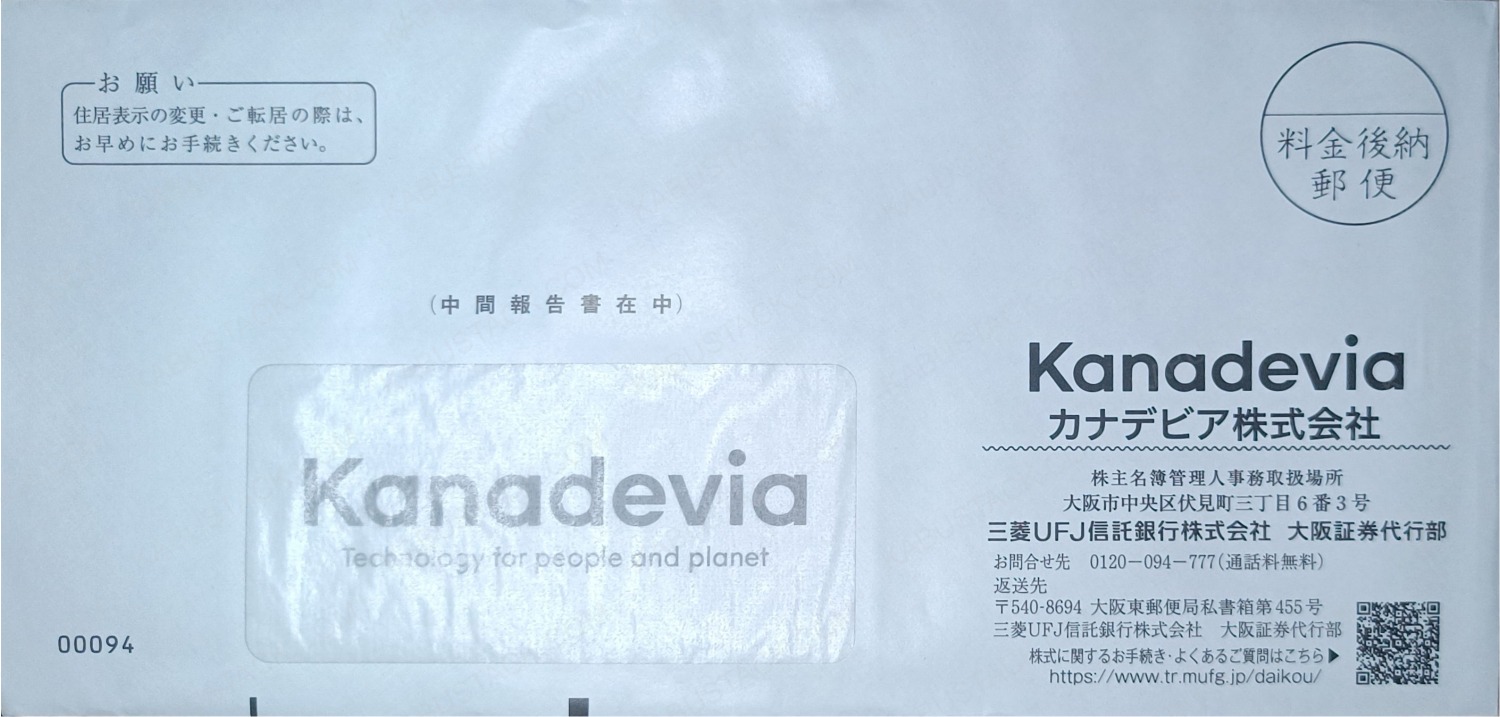 お願い
住居表示の変更・ご転居の際は、
お早めにお手続きください。
料金後納
郵便
(中間報告書在中)
Kanadevia
カナデビア株式会社
Kanadevia
Technology for people and planet
株主名簿管理人事務取扱場所
大阪市中央区伏見町三丁目6番3号
三菱UFJ信託銀行株式会社 大阪証券代行部
お問合せ先 0120-094-777(通話料無料)
返送先
〒540-8694 大阪東郵便局私書箱第455号
三菱UFJ信託銀行株式会社 大阪証券代行部
株式に関するお手続き・よくあるご質問はこちら▶
https://www.tr.mufg.jp/daikou/
00094